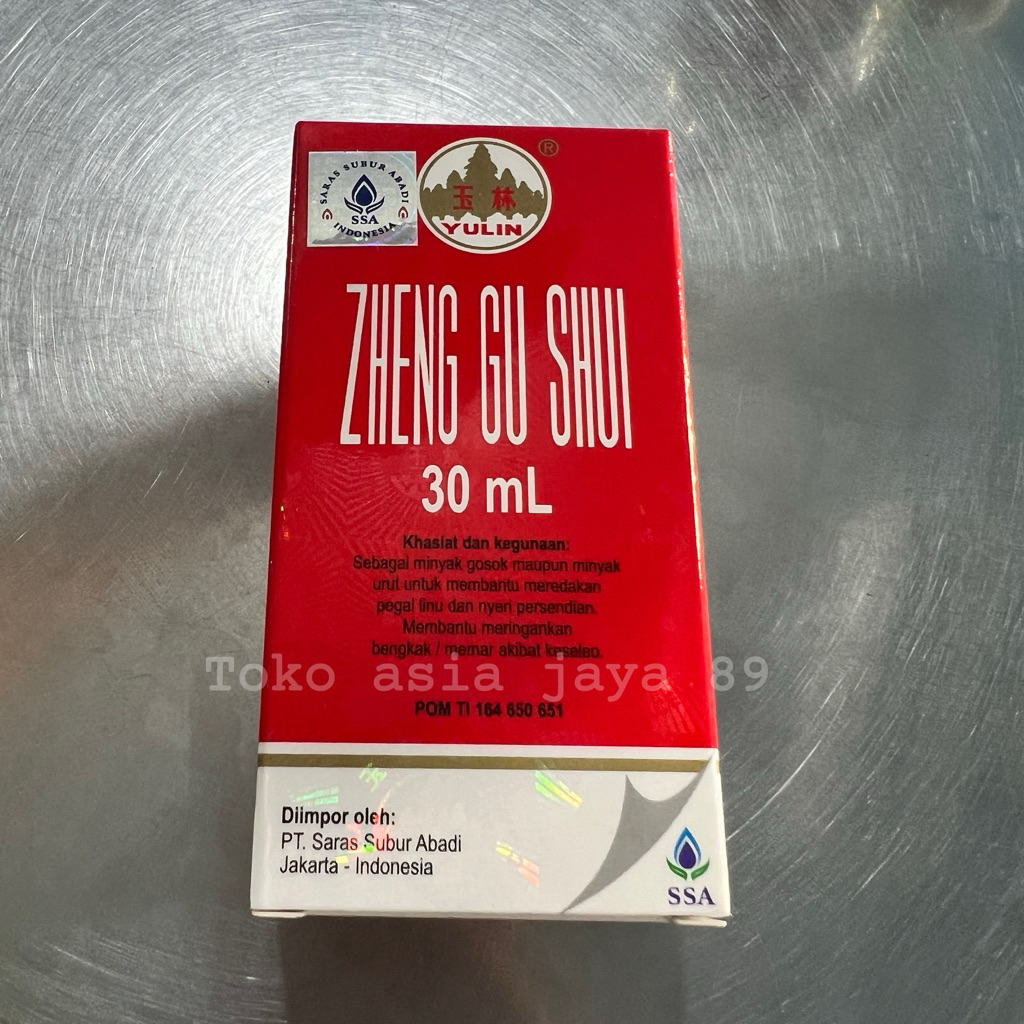 SARAS SUBUR ABADI
SSA
INDONESIA
®
玉林
YULIN
ZHENG GU SHUI
30 mL
Khasiat dan kegunaan:
Sebagai minyak gosok maupun minyak
urut untuk membantu meredakan
pegal linu dan nyeri persendian.
Membantu meringankan
bengkak / memar akibat keseleo.
Toko asia jaya 89
POM TI 164 650 651
Diimpor oleh:
PT. Saras Subur Abadi
Jakarta - Indonesia
SSA